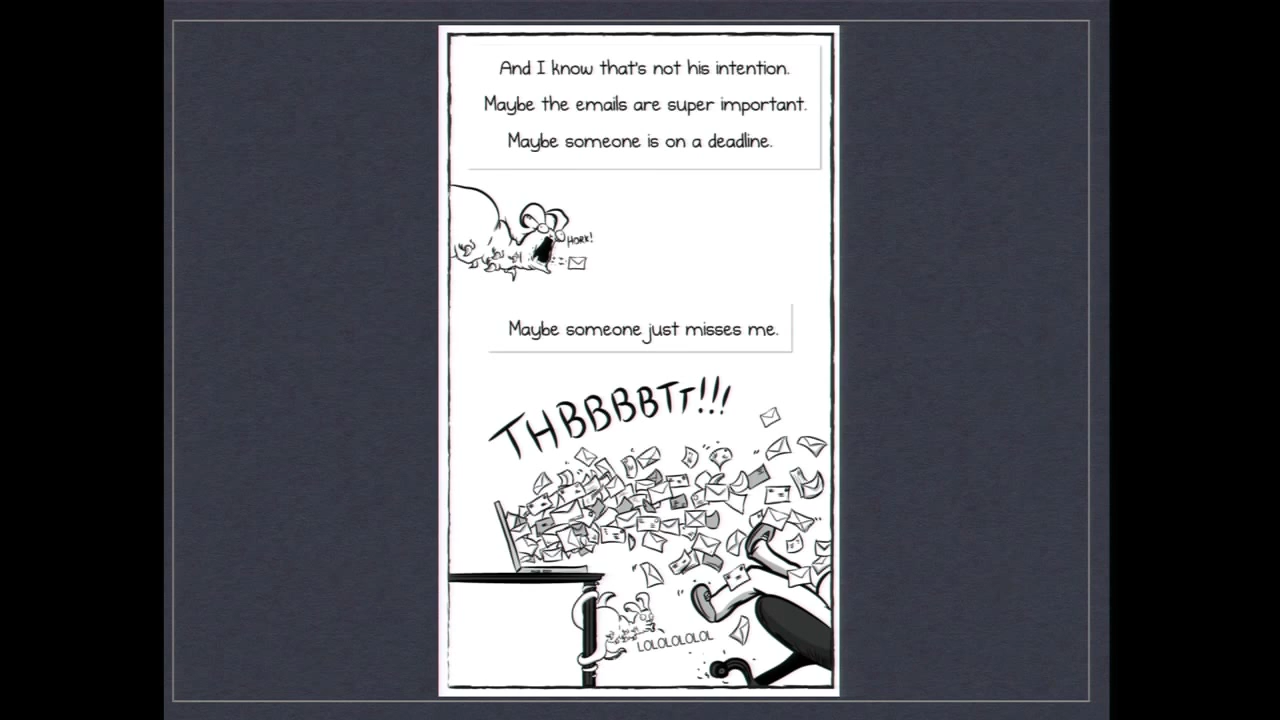 And I know that's not his intention.
Maybe the emails are super important.
Maybe someone is on a deadline.
HORK!
Maybe someone just misses me.
THBBBBTT!!!
LOLOLOLOLOL